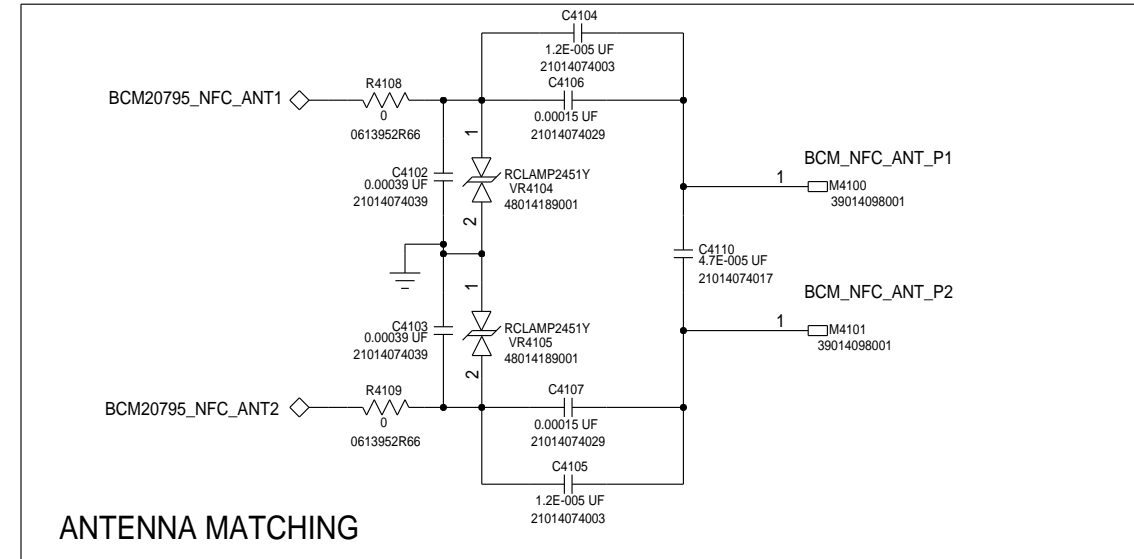 C4104
1.2E-005 UF
21014074003
C4106
0.00015 UF
21014074029
R4108
0
0613952R66
BCM20795_NFC_ANT1
1
C4102
0.00039 UF
21014074039
RCLAMP2451Y
VR4104
48014189001
2
BCM_NFC_ANT_P1
1
M4100
39014098001
C4110
4.7E-005 UF
21014074017
BCM_NFC_ANT_P2
1
M4101
39014098001
1
C4103
0.00039 UF
21014074039
RCLAMP2451Y
VR4105
48014189001
2
R4109
0
0613952R66
BCM20795_NFC_ANT2
C4107
0.00015 UF
21014074029
C4105
1.2E-005 UF
21014074003
ANTENNA MATCHING